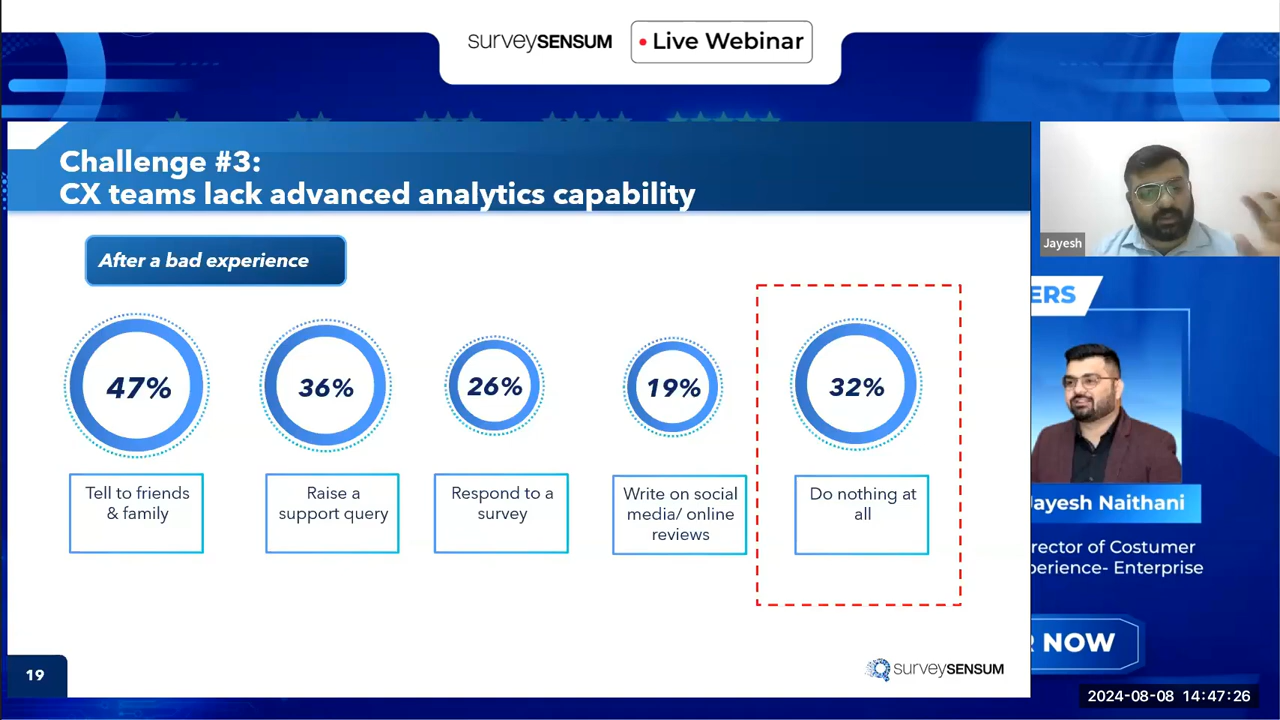 surveySENSUM
Live Webinar
Challenge #3:
CX teams lack advanced analytics capability
After a bad experience
47%
36%
26%
19%
32%
Tell to friends
& family
Raise a
support query
Respond to a
survey
Write on social
media/ online
reviews
Do nothing at
all
19
surveySENSUM
Jayesh
ERS
Jayesh Naithani
rector of Costumer
perience- Enterprise
R NOW
2024-08-08 14:47:26